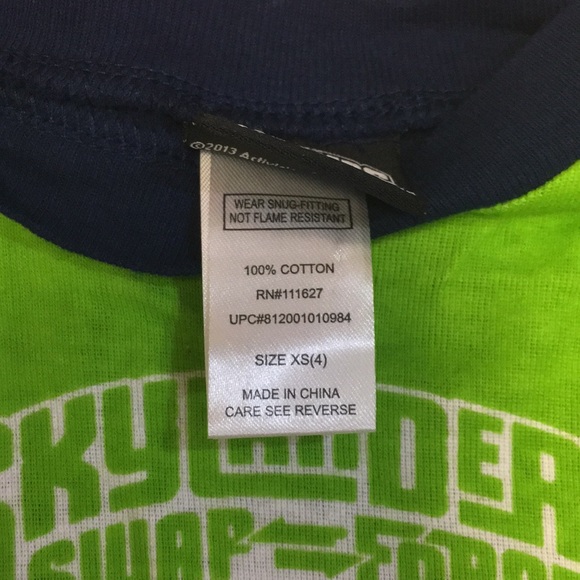 ©2013
WEAR SNUG-FITTING
NOT FLAME RESISTANT
100% COTTON
RN#111627
UPC#812001010984
SIZE XS(4)
MADE IN CHINA
CARE SEE REVERSE
SWAP